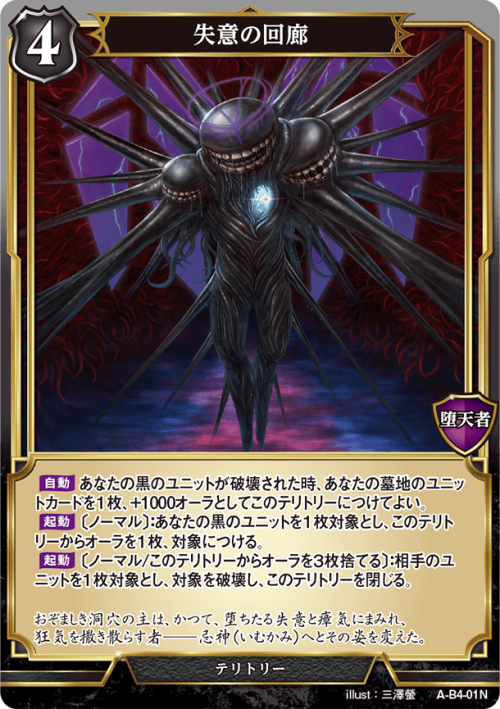 4
失意の回廊
堕天者
自動 あなたの黒のユニットが破壊された時、あなたの墓地のユニッ
トカードを1枚、+1000オーラとしてこのテリトリーにつけてよい。
起動 〔ノーマル〕：あなたの黒のユニットを1枚対象とし、このテリト
リーからオーラを1枚、対象につける。
起動 〔ノーマル/このテリトリーからオーラを3枚捨てる〕：相手のユ
ニットを1枚対象とし、対象を破壊し、このテリトリーを閉じる。
おぞましき洞穴の主は、かつて、堕ちたる失意と瘴気にまみれ、
狂気を撒き散らす者――忌神(いむかみ)へとその姿を変えた。
テリトリー
illust：三澤螢 A-B4-01N